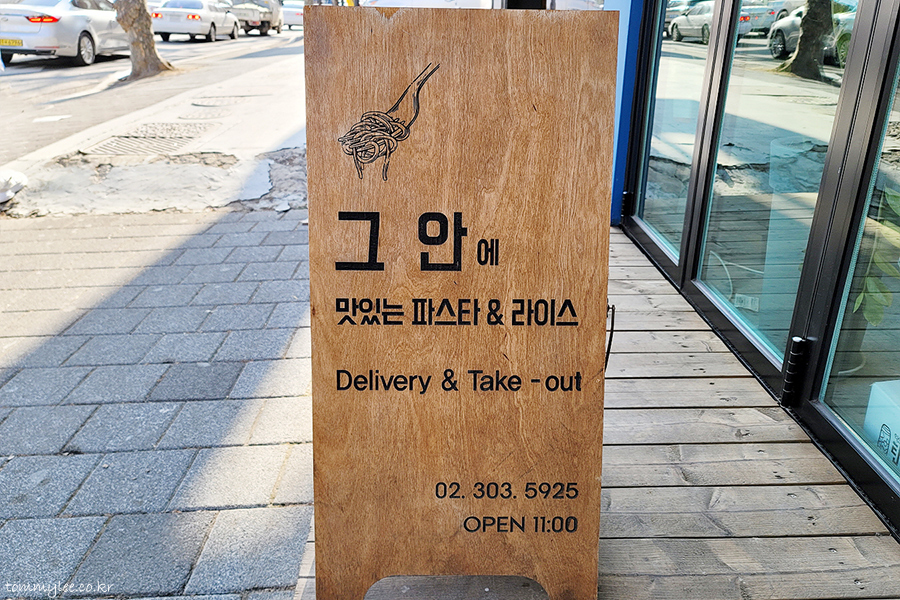 그 안에
맛있는 파스타 & 라이스
Delivery & Take - out
02. 303. 5925
OPEN 11:00
tommylee.co.kr